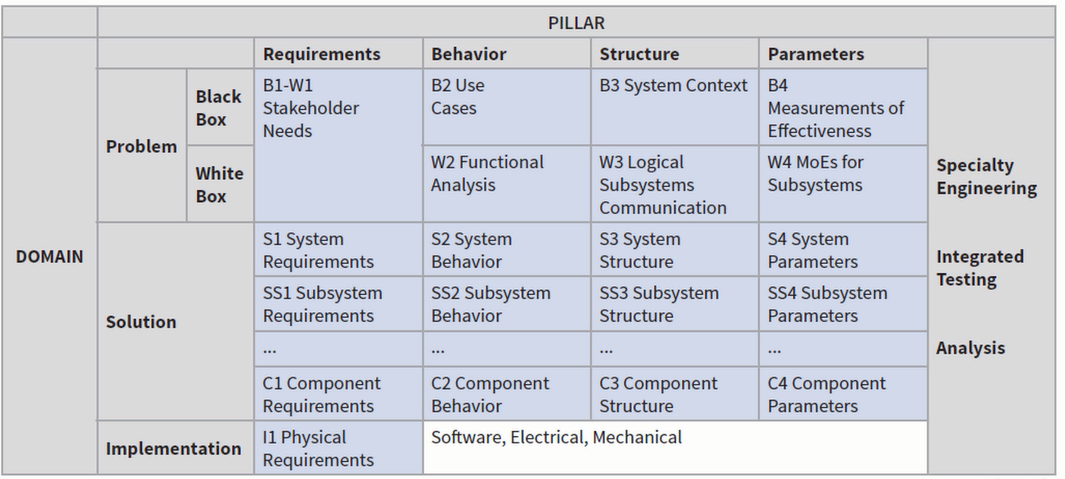 PILLAR
Requirements
Behavior
Structure
Parameters
DOMAIN
Problem
Black
Box
B1-W1
Stakeholder
Needs
B2 Use
Cases
B3 System Context
B4
Measurements of
Effectiveness
White
Box
W2 Functional
Analysis
W3 Logical
Subsystems
Communication
W4 MoEs for
Subsystems
Solution
S1 System
Requirements
S2 System
Behavior
S3 System
Structure
S4 System
Parameters
SS1 Subsystem
Requirements
SS2 Subsystem
Behavior
SS3 Subsystem
Structure
SS4 Subsystem
Parameters
...
...
...
...
C1 Component
Requirements
C2 Component
Behavior
C3 Component
Structure
C4 Component
Parameters
Implementation
I1 Physical
Requirements
Software, Electrical, Mechanical
Specialty
Engineering
Integrated
Testing
Analysis